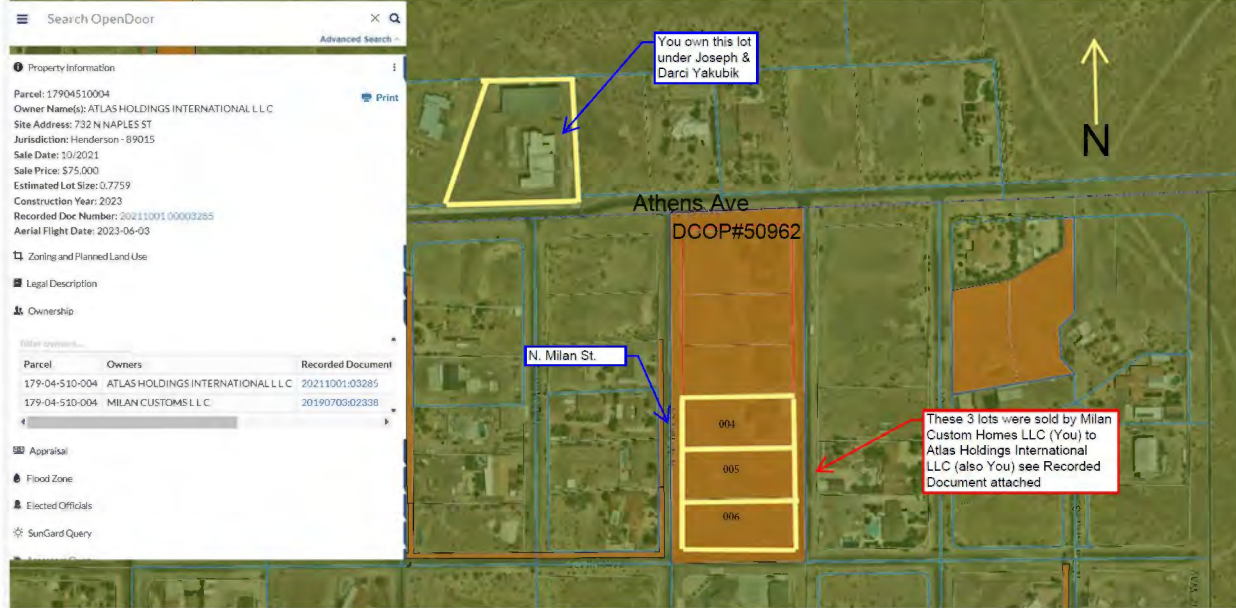 Search OpenDoor
Advanced Search
Property Information
Parcel: 17904510004
Print
Owner Name(s): ATLAS HOLDINGS INTERNATIONAL L L C
Site Address: 732 N NAPLES ST
Jurisdiction: Henderson - 89015
Sale Date: 10/2021
Sale Price: $75,000
Estimated Lot Size: 0.7759
Construction Year: 2023
Recorded Doc Number: 20211001 00003285
Aerial Flight Date: 2023-06-03
Zoning and Planned Land Use
Legal Description
Ownership
filter owners...
Parcel Owners Recorded Document
179-04-510-004 ATLAS HOLDINGS INTERNATIONAL L L C 20211001:03285
179-04-510-004 MILAN CUSTOMS L L C 20190703:02338
Appraisal
Flood Zone
Elected Officials
SunGard Query
You own this lot
under Joseph &
Darci Yakubik
N
Athens Ave
DCOP#50962
N. Milan St.
004
005
006
These 3 lots were sold by Milan
Custom Homes LLC (You) to
Atlas Holdings International
LLC (also You) see Recorded
Document attached